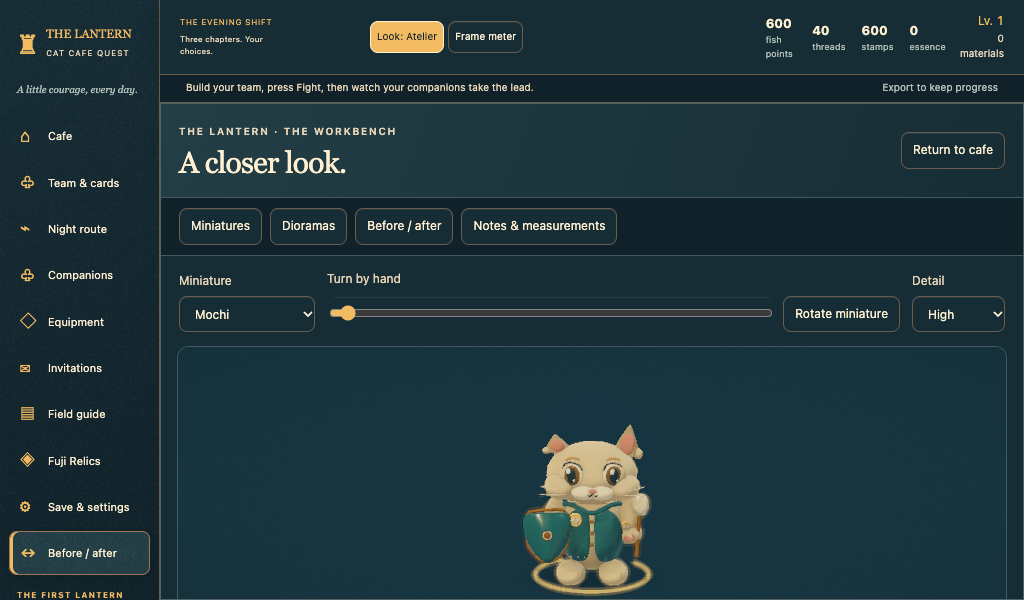 THE LANTERN
CAT CAFE QUEST
A little courage, every day.
Cafe
Team & cards
Night route
Companions
Equipment
Invitations
Field guide
Fuji Relics
Save & settings
Before / after
THE FIRST LANTERN
THE EVENING SHIFT
Three chapters. Your
choices.
Look: Atelier
Frame meter
600
fish
points
40
threads
600
stamps
0
essence
Lv. 1
0
materials
Build your team, press Fight, then watch your companions take the lead.
Export to keep progress
THE LANTERN · THE WORKBENCH
A closer look.
Return to cafe
Miniatures
Dioramas
Before / after
Notes & measurements
Miniature
Mochi
Turn by hand
Rotate miniature
Detail
High